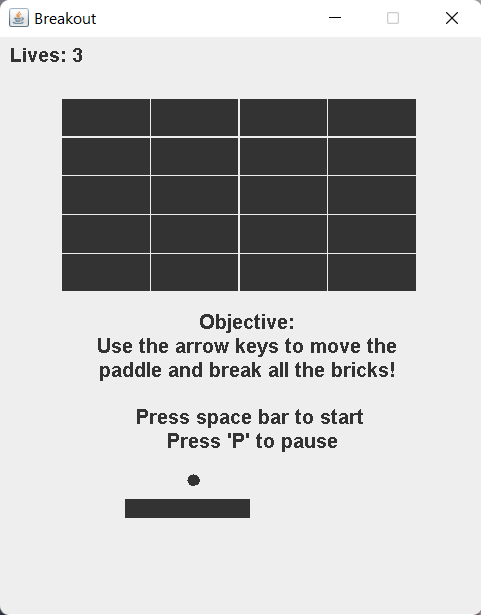 Breakout
Lives: 3
Objective:
Use the arrow keys to move the
paddle and break all the bricks!
Press space bar to start
Press 'P' to pause